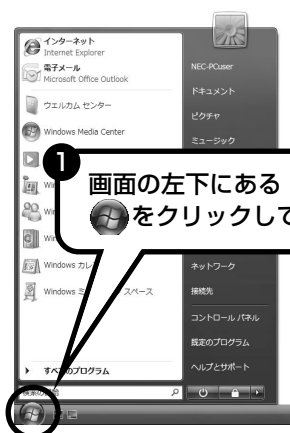 インターネット
Internet Explorer
電子メール
Microsoft Office Outlook
ウエルカム センター
Windows Media Center
Windows カレ
Windows ミ
スペース
すべ
プログラム
NEC-PCuser
ドキュメント
ピクチャ
ミュージック
1
画面の左下にある
をクリックして
ネットワーク
接続先
コントロール パネル
既定のプログラム
ヘルプとサポート